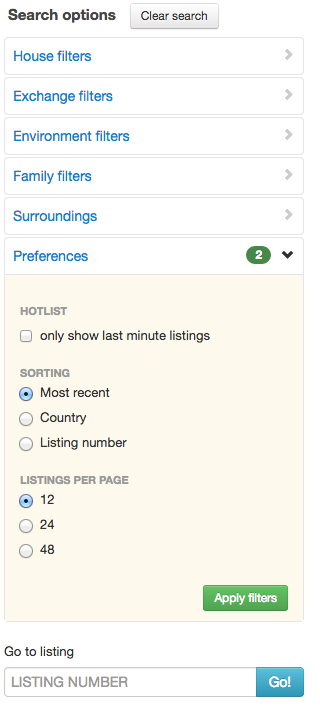 Search options Clear search
House filters
Exchange filters
Environment filters
Family filters
Surroundings
Preferences 2
HOTLIST
only show last minute listings
SORTING
Most recent
Country
Listing number
LISTINGS PER PAGE
12
24
48
Apply filters
Go to listing
LISTING NUMBER Go!